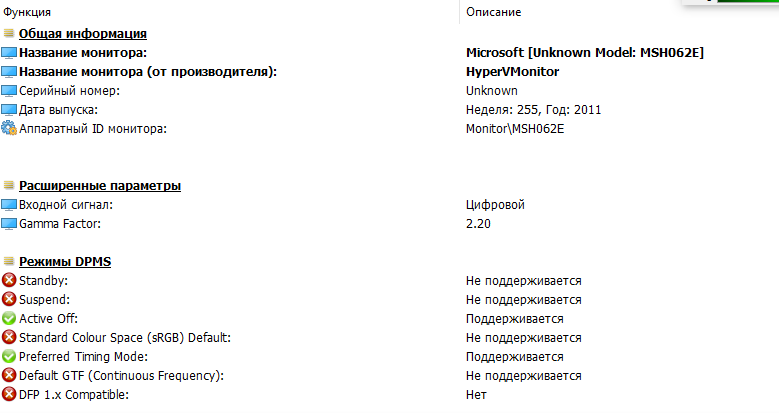 Функция Описание
Общая информация
Название монитора: Microsoft [Unknown Model: MSH062E]
Название монитора (от производителя): HyperVMonitor
Серийный номер: Unknown
Дата выпуска: Неделя: 255, Год: 2011
Аппаратный ID монитора: Monitor\MSH062E
Расширенные параметры
Входной сигнал: Цифровой
Gamma Factor: 2.20
Режимы DPMS
Standby: Не поддерживается
Suspend: Не поддерживается
Active Off: Поддерживается
Standard Colour Space (sRGB) Default: Не поддерживается
Preferred Timing Mode: Поддерживается
Default GTF (Continuous Frequency): Не поддерживается
DFP 1.x Compatible: Нет